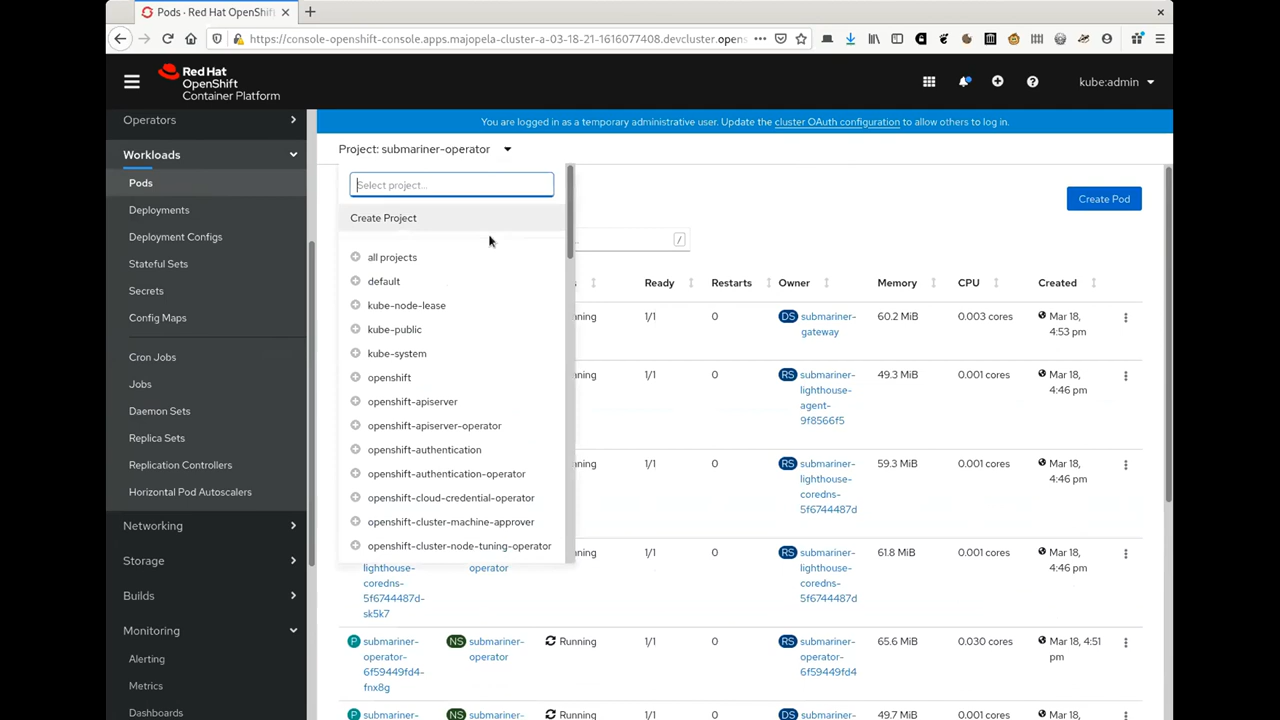 Pods · Red Hat OpenShift
https://console-openshift-console.apps.majopela-cluster-a-03-18-21-1616077408.devcluster.opens
Red Hat
OpenShift
Container Platform
kube:admin
You are logged in as a temporary administrative user. Update the cluster OAuth configuration to allow others to log in.
Operators
Workloads
Pods
Deployments
Deployment Configs
Stateful Sets
Secrets
Config Maps
Cron Jobs
Jobs
Daemon Sets
Replica Sets
Replication Controllers
Horizontal Pod Autoscalers
Networking
Storage
Builds
Monitoring
Alerting
Metrics
Dashboards
Project: submariner-operator
Select project...
Create Project
all projects
default
kube-node-lease
kube-public
kube-system
openshift
openshift-apiserver
openshift-apiserver-operator
openshift-authentication
openshift-authentication-operator
openshift-cloud-credential-operator
openshift-cluster-machine-approver
openshift-cluster-node-tuning-operator
Create Pod
/
Ready Restarts Owner Memory CPU Created
ning 1/1 0 DS submariner- 60.2 MiB 0.003 cores Mar 18,
gateway 4:53 pm
ning 1/1 0 RS submariner- 49.3 MiB 0.001 cores Mar 18,
lighthouse- 4:46 pm
agent-
9f8566f5
ning 1/1 0 RS submariner- 59.3 MiB 0.001 cores Mar 18,
lighthouse- 4:46 pm
coredns-
5f6744487d
ning 1/1 0 RS submariner- 61.8 MiB 0.001 cores Mar 18,
lighthouse- operator lighthouse- 4:46 pm
coredns- coredns-
5f6744487d- 5f6744487d
sk5k7
P submariner- NS submariner- Running 1/1 0 RS submariner- 65.6 MiB 0.030 cores Mar 18, 4:51
operator- operator operator- pm
6f59449fd4- 6f59449fd4
fnx8g
P submariner- NS submariner- Running 1/1 0 RS submariner- 49.7 MiB 0.001 cores Mar 18,